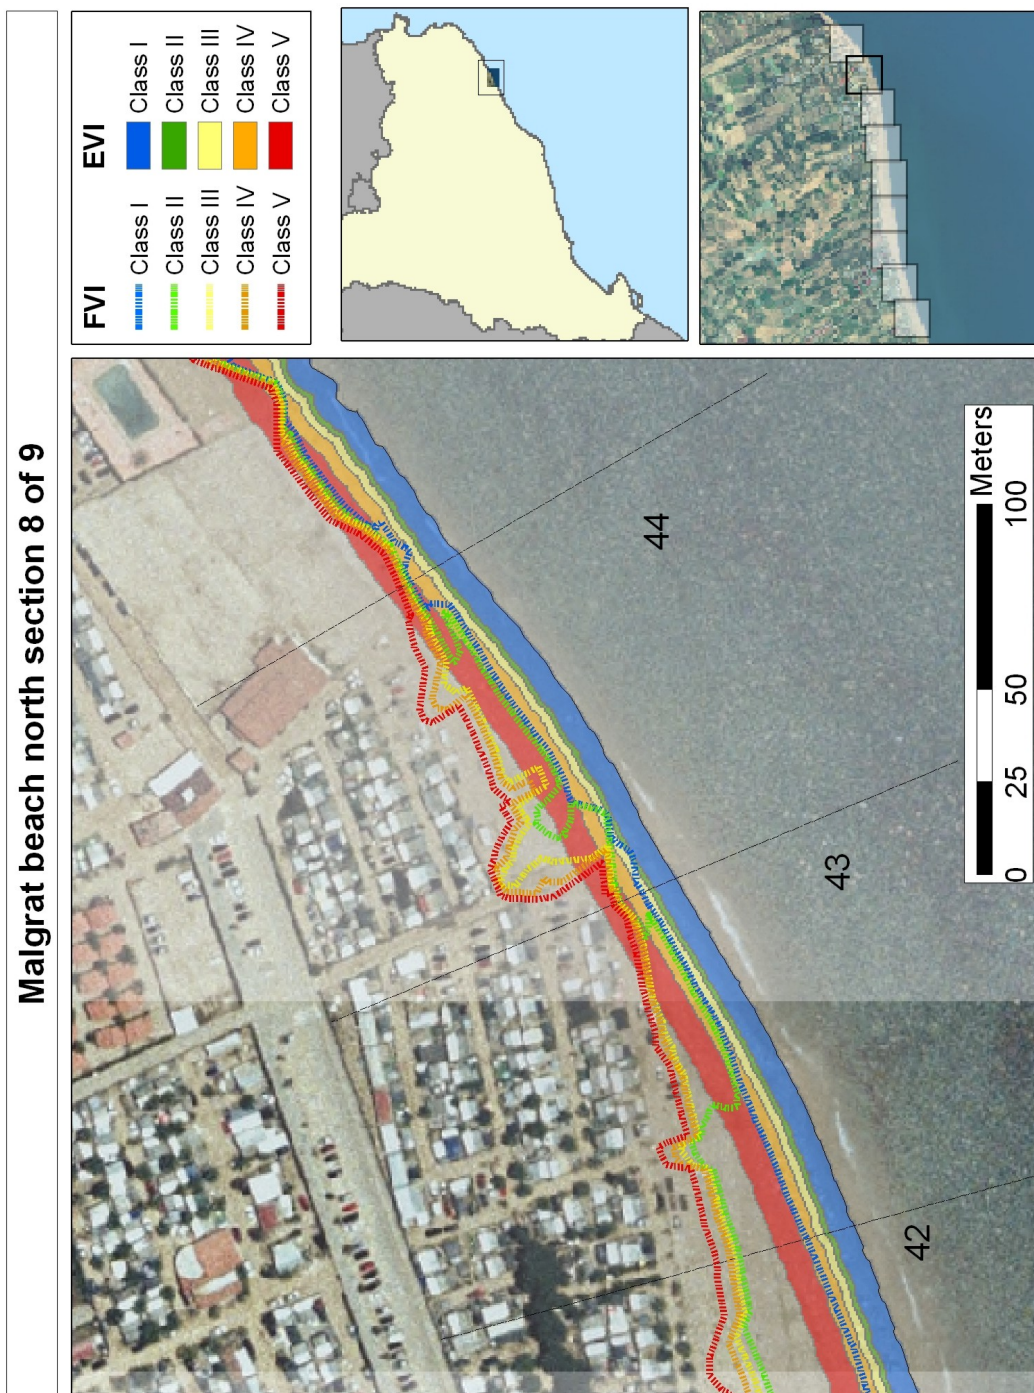 Malgrat beach north section 8 of 9
FVI
Class I
Class II
Class III
Class IV
Class V
EVI
Class I
Class II
Class III
Class IV
Class V
42
43
44
Meters
0 25 50 100